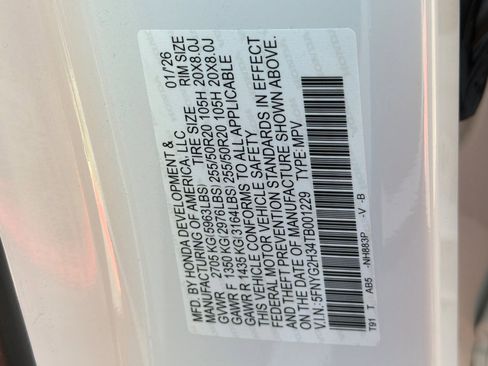 MFD. BY HONDA DEVELOPMENT & 01/26
MANUFACTURING OF AMERICA, LLC
TIRE SIZE RIM SIZE
GVWR 2705 KG(5963LBS)
GAWR F 1350 KG(2976LBS) 255/50R20 105H 20X8.0J
GAWR R 1435 KG(3164LBS) 255/50R20 105H 20X8.0J
THIS VEHICLE CONFORMS TO ALL APPLICABLE
FEDERAL MOTOR VEHICLE SAFETY
AND THEFT PREVENTION STANDARDS IN EFFECT
ON THE DATE OF MANUFACTURE SHOWN ABOVE.
V.I.N.: 5FNYG2H34TB001229 TYPE: MPV
T91 T AB5 -NH883P -V -B